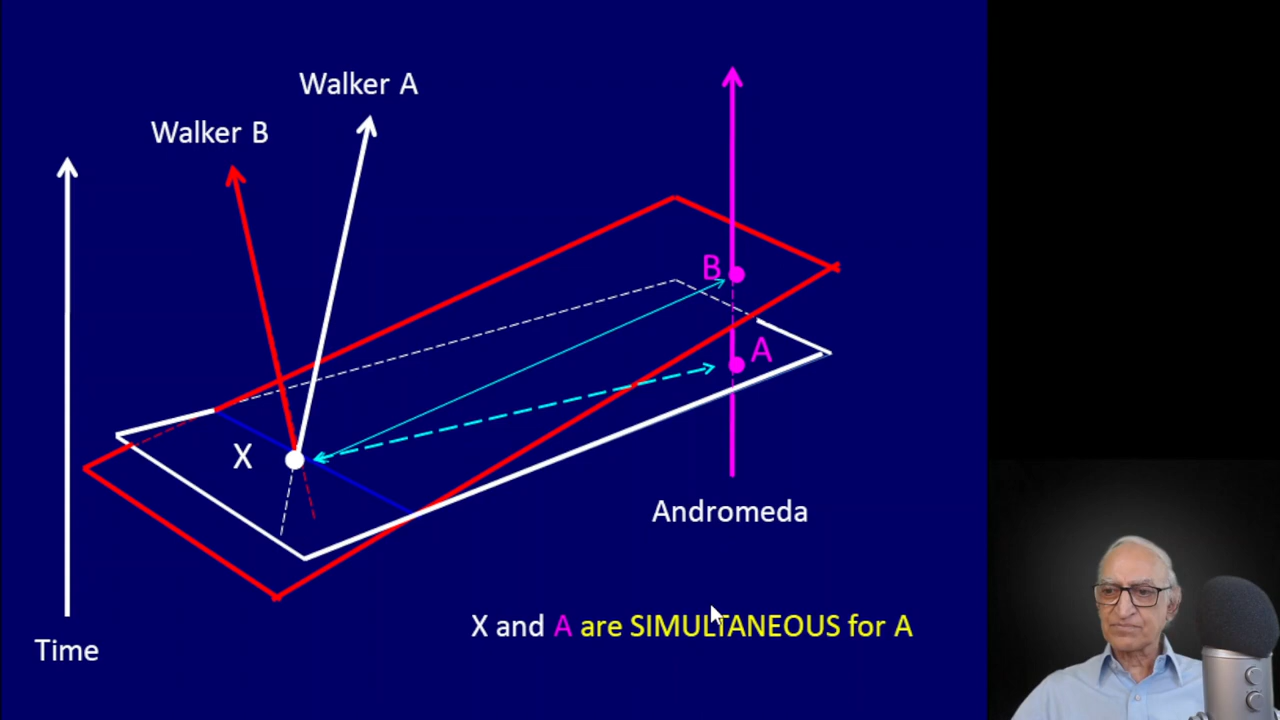 Walker A
Walker B
B
A
X
Andromeda
X and A are SIMULTANEOUS for A
Time